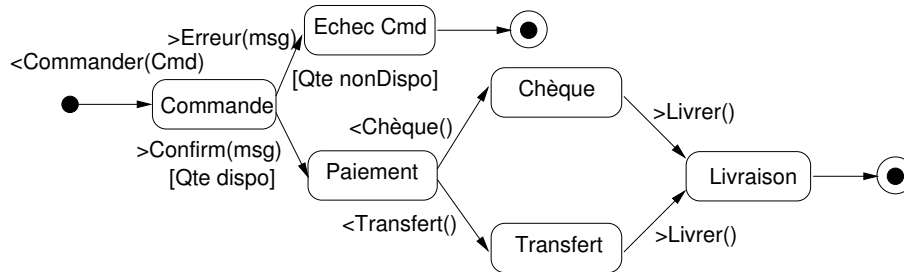 Echec Cmd
>Erreur(msg)
<Commander(Cmd)
[Qte nonDispo]
Chèque
Commande
>Livrer()
<Chèque()
>Confirm(msg)
Paiement
Livraison
[Qte dispo]
<Transfert()
>Livrer()
Transfert